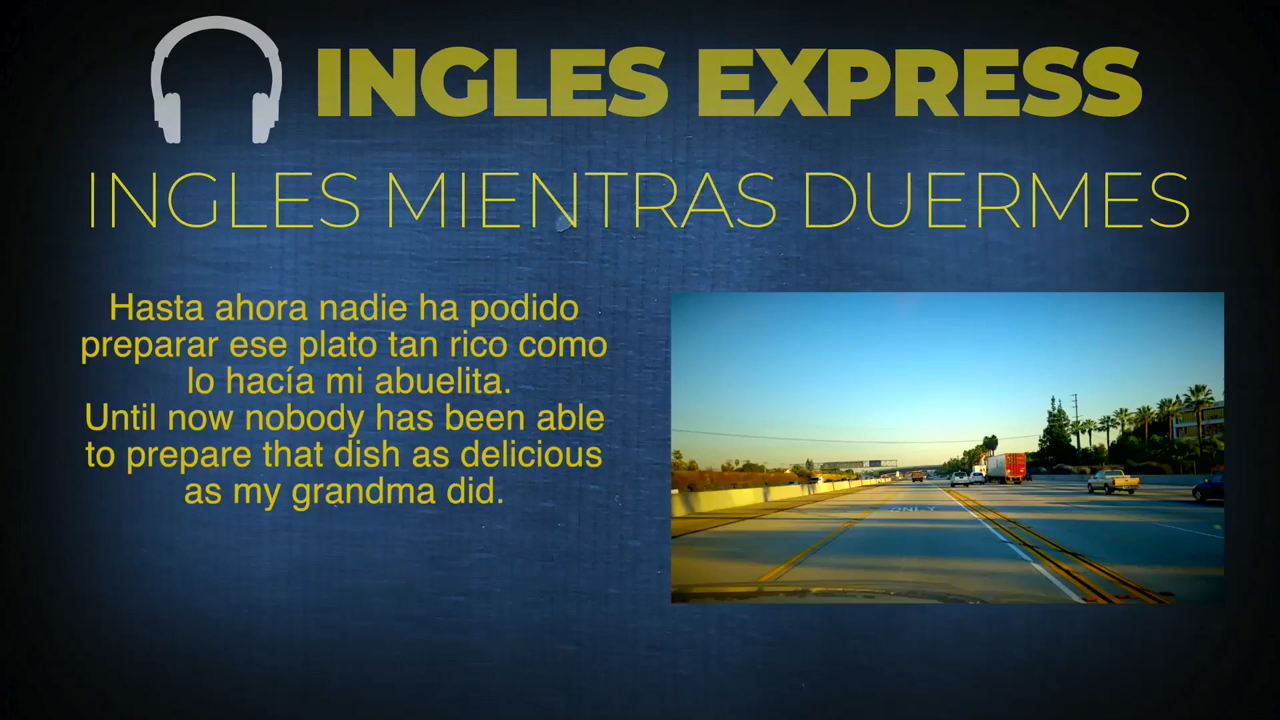 INGLES EXPRESS
INGLES MIENTRAS DUERMES
Hasta ahora nadie ha podido
preparar ese plato tan rico como
lo hacía mi abuelita.
Until now nobody has been able
to prepare that dish as delicious
as my grandma did.
ONLY